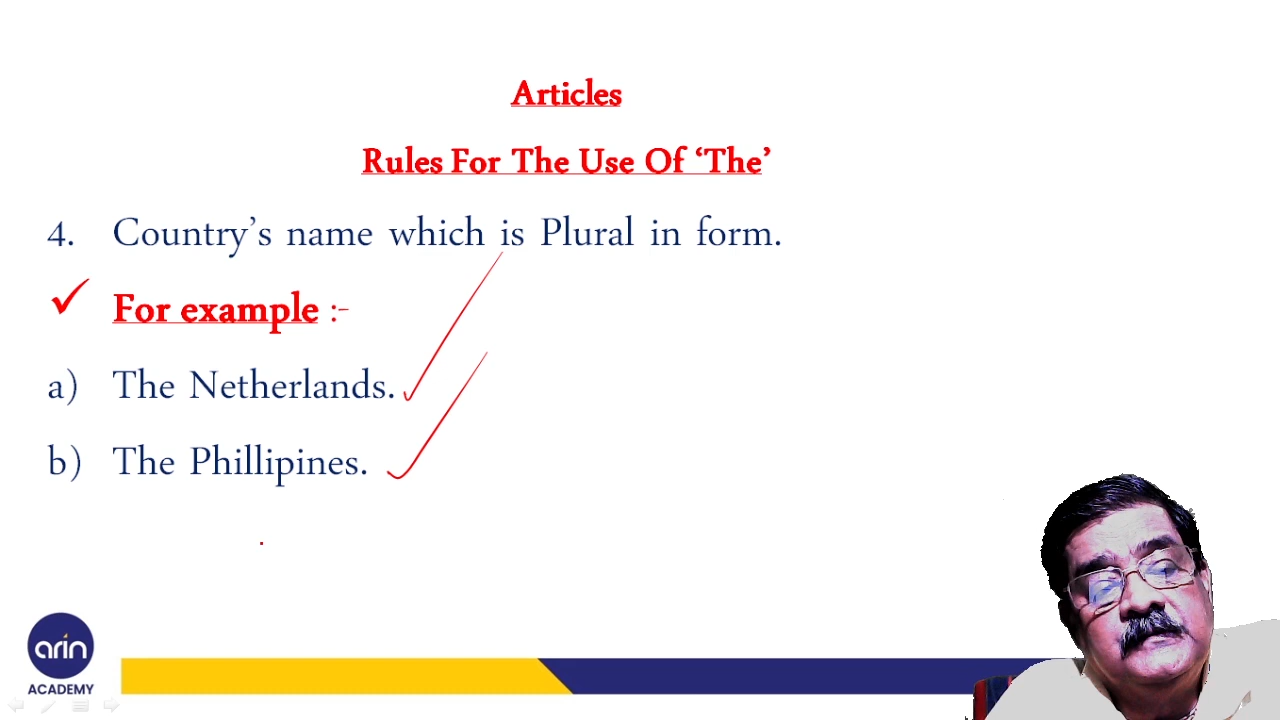 Articles
Rules For The Use Of ‘The’
4. Country’s name which is Plural in form.
For example :-
a) The Netherlands.
b) The Phillipines.
arin
ACADEMY